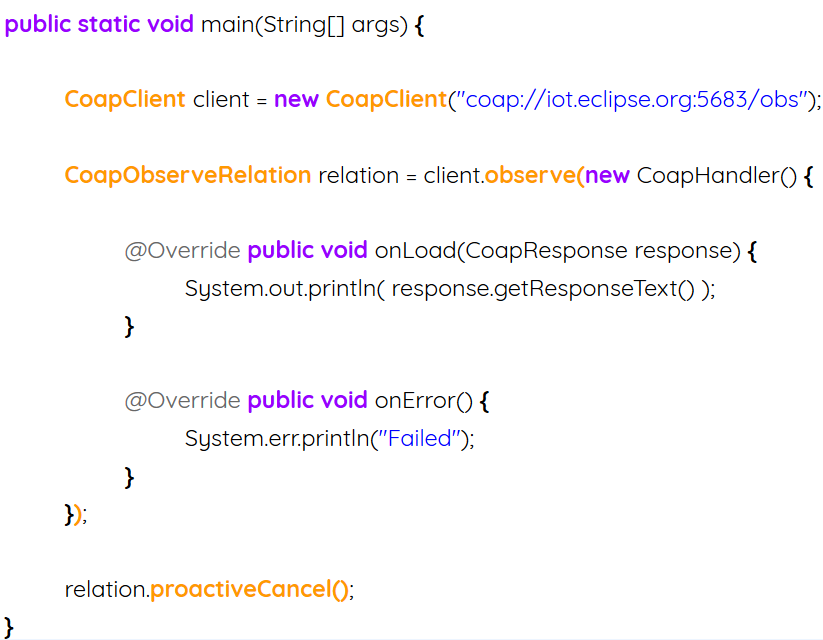 public static void main(String[] args) {
CoapClient client = new CoapClient("coap://iot.eclipse.org:5683/obs");
CoapObserveRelation relation = client.observe(new CoapHandler() {
@Override public void onLoad(CoapResponse response) {
System.out.println( response.getResponseText() );
}
@Override public void onError() {
System.err.println("Failed");
}
});
relation.proactiveCancel();
}